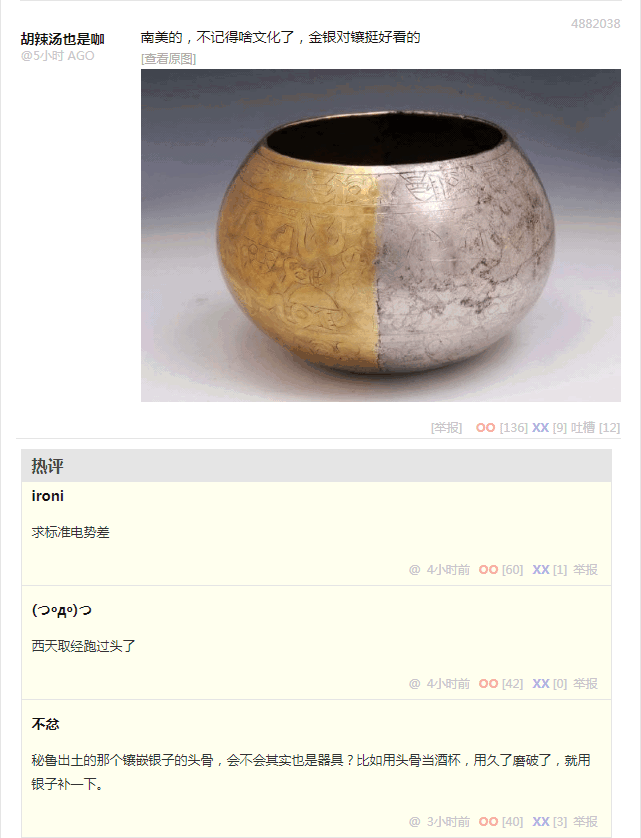 4882038
胡辣汤也是咖
@5小时 AGO
南美的，不记得啥文化了，金银对镶挺好看的
[查看原图]
[举报] OO [136] XX [9] 吐槽 [12]
热评
ironi
求标准电势差
@ 4小时前 OO [60] XX [1] 举报
(つºдº)つ
西天取经跑过头了
@ 4小时前 OO [42] XX [0] 举报
不忿
秘鲁出土的那个镶嵌银子的头骨，会不会其实也是器具？比如用头骨当酒杯，用久了磨破了，就用
银子补一下。
@ 3小时前 OO [40] XX [3] 举报